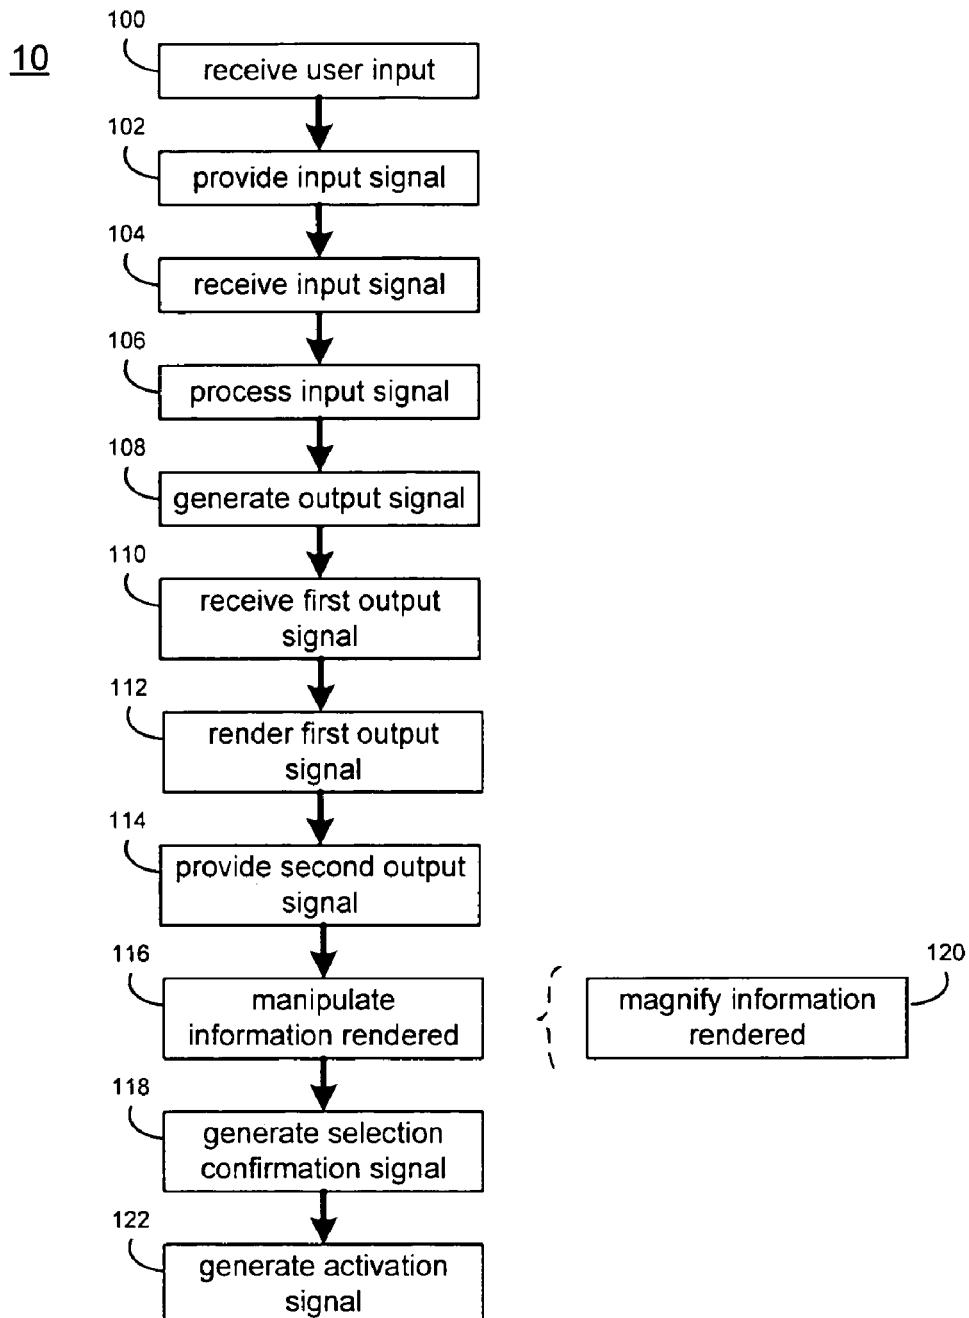 10
100
receive user input
102
provide input signal
104
receive input signal
106
process input signal
108
generate output signal
110
receive first output
signal
112
render first output
signal
114
provide second output
signal
116
manipulate
information rendered
120
magnify information
rendered
118
generate selection
confirmation signal
122
generate activation
signal